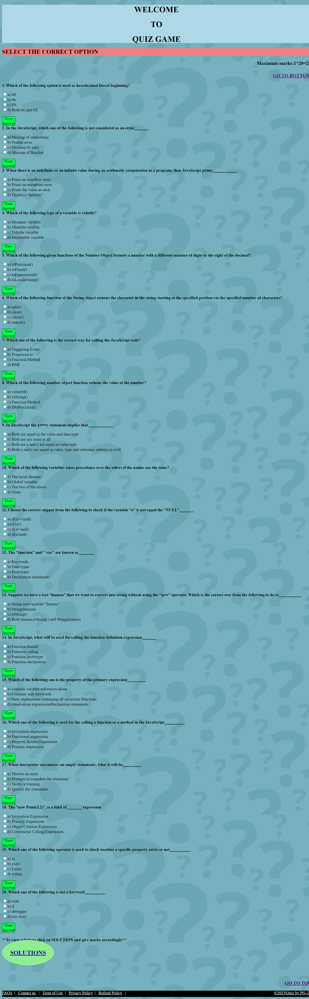 WELCOME
TO
QUIZ GAME
SELECT THE CORRECT OPTION
Maximum marks:1*20=20
GO TO BOTTOM
1. Which of the following option is used as hexadecimal literal beginning?
a) 00
b) 0x
c) 0X
d) Both 0x and 0X
View
Answer
2. In the JavaScript, which one of the following is not considered as an error_______
a) Missing of semicolons
b) Syntax error
c) Division by zero
d) Missing of Bracket
View
Answer
3. When there is an indefinite or an infinite value during an arithmetic computation in a program, then JavaScript prints____________
a) Prints an overflow error
b) Prints an exception error
c) Prints the value as such
d) Displays “Infinity”
View
Answer
4. Which of the following type of a variable is volatile?
a) Dynamic variable
b) Mutable variable
c) Volatile variable
d) Immutable variable
View
Answer
5. Which of the following given functions of the Number Object formats a number with a different number of digits to the right of the decimal?
a) toPrecision()
b) toFixed()
c) toExponential()
d) toLocaleString()
View
Answer
6. Which of the following function of the String object returns the character in the string starting at the specified position via the specified number of characters?
a) split()
b) slice()
c) substr()
d) search()
View
Answer
7. Which one of the following is the correct way for calling the JavaScript code?
a) Triggering Event
b) Preprocessor
c) Function/Method
d) RMI
View
Answer
8. Which of the following number object function returns the value of the number?
a) valueOf()
b) toString()
c) Function/Method
d) DtoPrecision()
View
Answer
9. In JavaScript the x===y statement implies that____________
a) Both are equal in the value and data type
b) Both are not same at all
c) Both are x and y are equal in value only
d) Both x and y are equal in value, type and reference address as well
View
Answer
10. Which of the following variables takes precedence over the others if the names are the same?
a) The local element
b) Global variable
c) The two of the above
d) None
View
Answer
11. Choose the correct snippet from the following to check if the variable “a” is not equal the “NULL”_______
a) if(a!==null)
b) if (a!)
c) if(a!=null)
d) if(a!null)
View
Answer
12. The “function” and ” var” are known as________
a) Keywords
b) Data types
c) Prototypes
d) Declaration statements
View
Answer
13. Suppose we have a text “human” that we want to convert into string without using the “new” operator. Which is the correct way from the following to do so___________
a) String newvariable=”human”
b) String(human)
c) toString()
d) Both human.toString() and String(human)
View
Answer
14. In JavaScript, what will be used for calling the function definition expression_______
a) Function literals
b) Function calling
c) Function prototype
d) Function declaration
View
Answer
15. Which of the following one is the property of the primary expression_________
a) contains variable references alone
b) Contains only keywords
c) basic expressions containing all necessary functions
d) stand-alone expressionsDeclaration statements
View
Answer
16. Which one of the following is used for the calling a function or a method in the JavaScript__________
a) Invocation expression
b) Functional expression
c) Property Access Expression
d) Primary expression
View
Answer
17. When interpreter encounters an empty statements, what it will do_________
a) Throws an error
b) Prompts to complete the statement
c) Shows a warning
d) Ignores the statements
View
Answer
18. The “new Point(3,2)”, is a kind of _______ expression
a) Invocation Expression
b) Primary Expression
c) Object Creation Expression
d) Constructor Calling Expression
View
Answer
19. Which one of the following operator is used to check weather a specific property exists or not__________
a) in
b) exist
c) Exists
d) within
View
Answer
20. Which one of the following is not a keyword__________
a) with
b) if
c) debugger
d) use strict
View
Answer
**To view solutions click on SOLUTION and give marks accordingly**
SOLUTIONS
GO TO TOP
FAQ's | Contact us | Term of Use | Privacy Policy | Refund Policy | ©2023|Quiz by PG-2